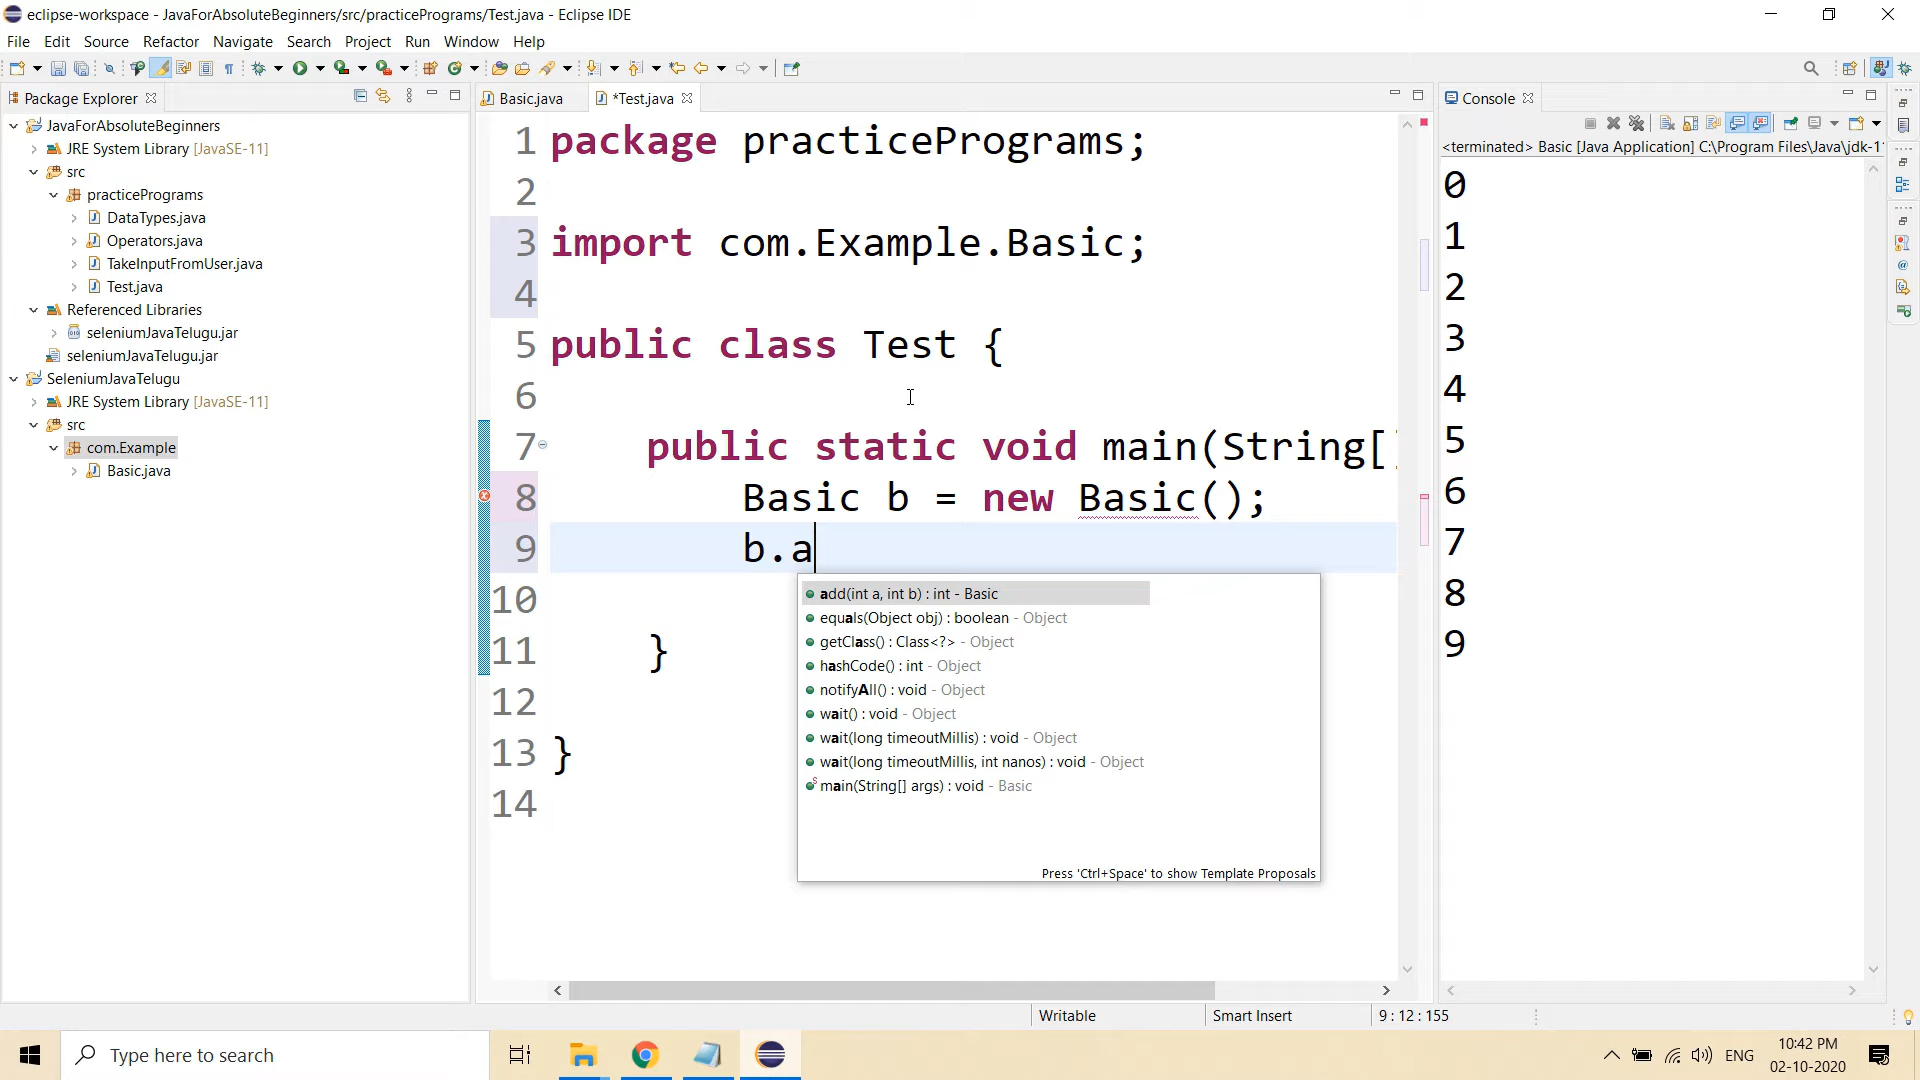 eclipse-workspace - JavaForAbsoluteBeginners/src/practicePrograms/Test.java - Eclipse IDE
File Edit Source Refactor Navigate Search Project Run Window Help
Package Explorer
JavaForAbsoluteBeginners
JRE System Library [JavaSE-11]
src
practicePrograms
DataTypes.java
Operators.java
TakeInputFromUser.java
Test.java
Referenced Libraries
seleniumJavaTelugu.jar
seleniumJavaTelugu.jar
SeleniumJavaTelugu
JRE System Library [JavaSE-11]
src
com.Example
Basic.java
Basic.java *Test.java
1 package practicePrograms;
2
3 import com.Example.Basic;
4
5 public class Test {
6
7 public static void main(String[]
8 Basic b = new Basic();
9 b.a
10
11 }
12
13 }
14
add(int a, int b) : int - Basic
equals(Object obj) : boolean - Object
getClass() : Class<?> - Object
hashCode() : int - Object
notifyAll() : void - Object
wait() : void - Object
wait(long timeoutMillis) : void - Object
wait(long timeoutMillis, int nanos) : void - Object
main(String[] args) : void - Basic
Press 'Ctrl+Space' to show Template Proposals
Console
<terminated> Basic [Java Application] C:\Program Files\Java\jdk-1
0
1
2
3
4
5
6
7
8
9
Writable Smart Insert 9 : 12 : 155
Type here to search
ENG
10:42 PM
02-10-2020